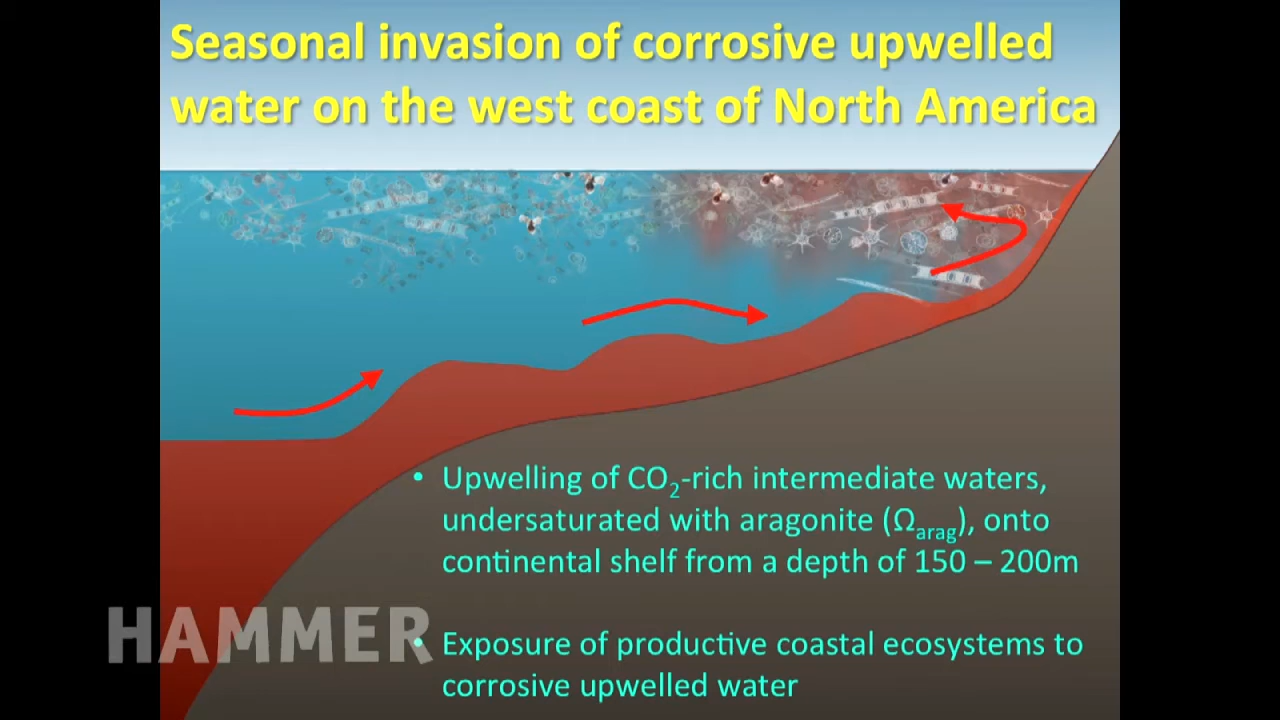 Seasonal invasion of corrosive upwelled
water on the west coast of North America
• Upwelling of CO₂-rich intermediate waters,
undersaturated with aragonite (Ωarag), onto
continental shelf from a depth of 150 – 200m
HAMMER
• Exposure of productive coastal ecosystems to
corrosive upwelled water